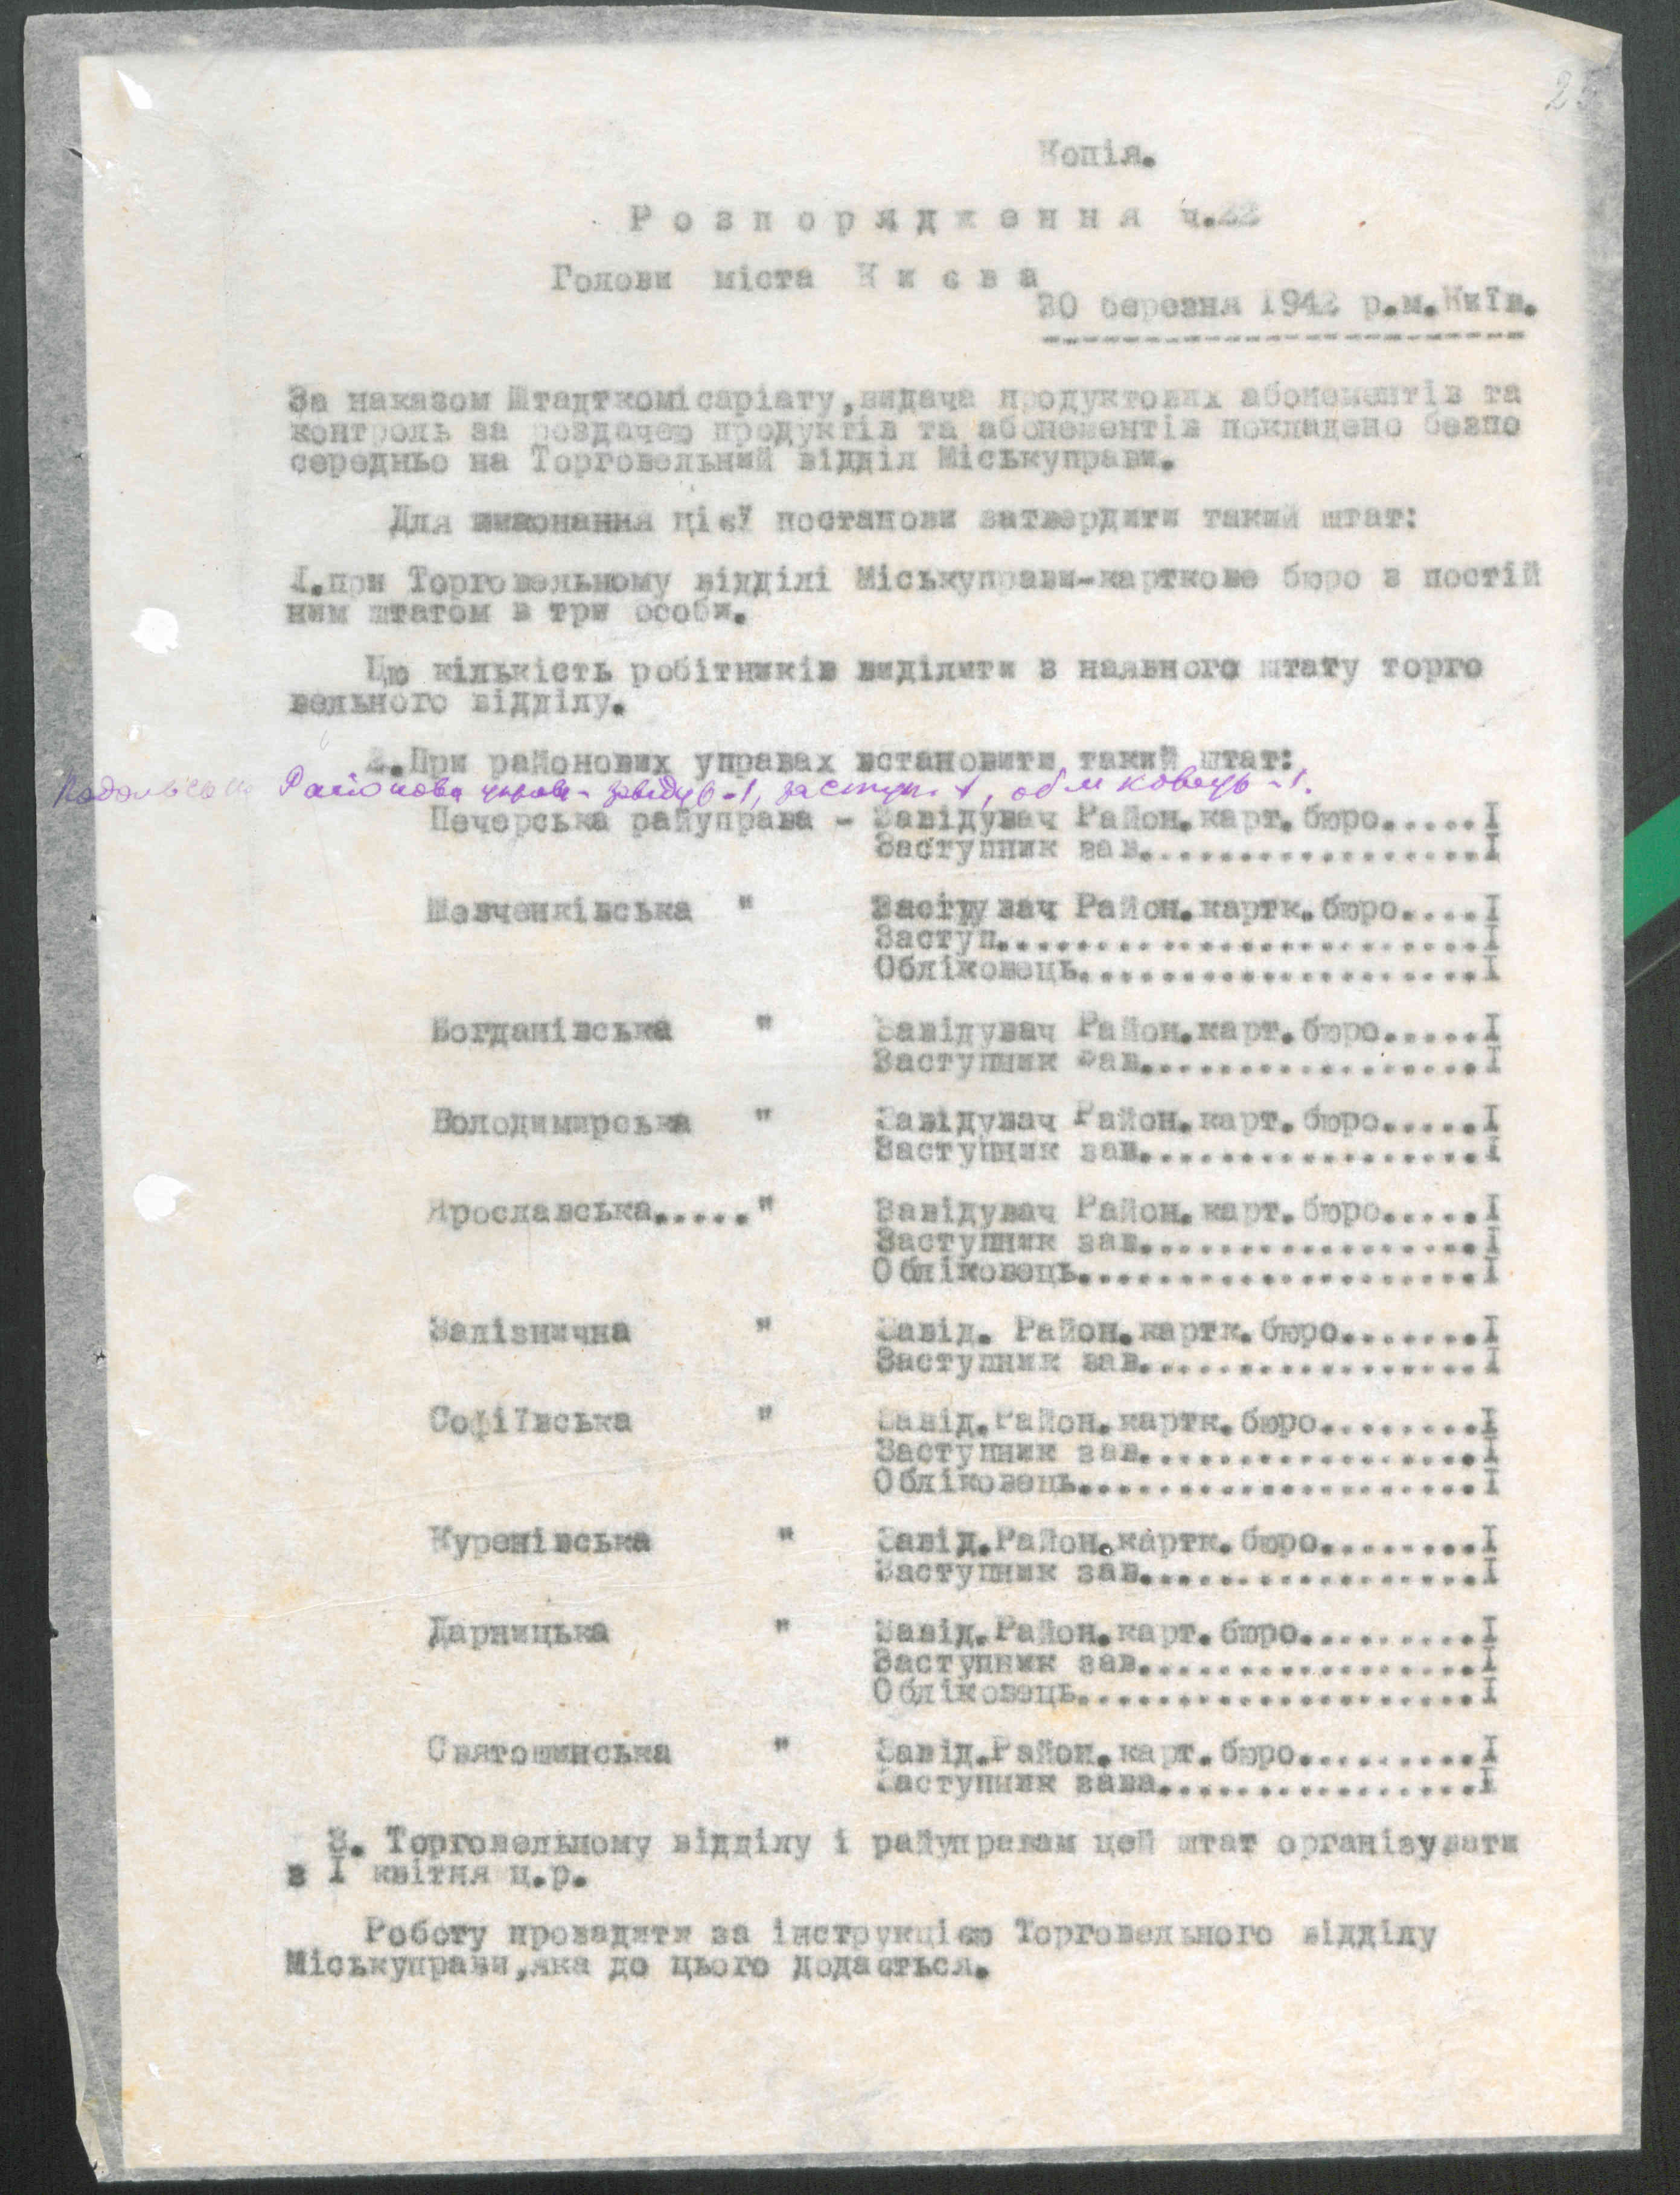 25
Копія.
Розпорядження ч.22
Голови міста Києва
30 березня 1942 р.м.Київ.
За наказом Штадткомісаріату,видача продуктових абонементів та
контроль за роздачею продуктів та абонементів покладено безпо
середньо на Торговельний відділ Міськуправи.
Для виконання цієї постанови затвердити такий штат:
I.при Торговельному відділі Міськуправи-карткове бюро з постій
ним штатом в три особи.
Цю кількість робітників виділити з наявного штату торго
вельного відділу.
2.При районових управах встановити такий штат:
Районова завідув-1, заступ.-1, обліковець-1.
Печерська райуправа - Завідувач Район.карт.бюро.....I
Заступник зав.................I
Шевченківська " Завідувач Район.картк.бюро....I
Заступ........................I
Обліковець....................I
Богданівська " Завідувач Район.карт.бюро.....I
Заступник зав.................I
Володимирська " Завідувач Район.карт.бюро.....I
Заступник зав.................I
Ярославська....." Завідувач Район.карт.бюро.....I
Заступник зав.................I
Обліковець....................I
Залізнична " Завід. Район.картк.бюро.......I
Заступник зав.................I
Софіївська " Завід.Район.картк.бюро........I
Заступник зав.................I
Обліковець....................I
Куренівська " Завід.Район.картк.бюро........I
Заступник зав.................I
Дарницька " Завід.Район.карт.бюро.........I
Заступник зав.................I
Обліковець....................I
Святошинська " Завід.Район.карт.бюро.........I
Заступник зава................I
3. Торговельному відділу і райуправам цей штат організувати
з I квітня ц.р.
Роботу провадити за інструкцією Торговельного відділу
Міськуправи,яка до цього додається.